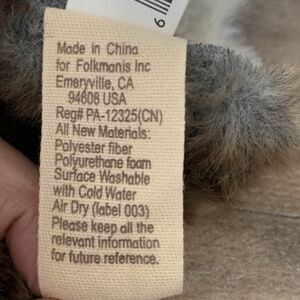 6
Made in China
for Folkmanis Inc
Emeryville, CA
94608 USA
Reg# PA-12325(CN)
All New Materials:
Polyester fiber
Polyurethane foam
Surface Washable
with Cold Water
Air Dry (label 003)
Please keep all the
relevant information
for future reference.